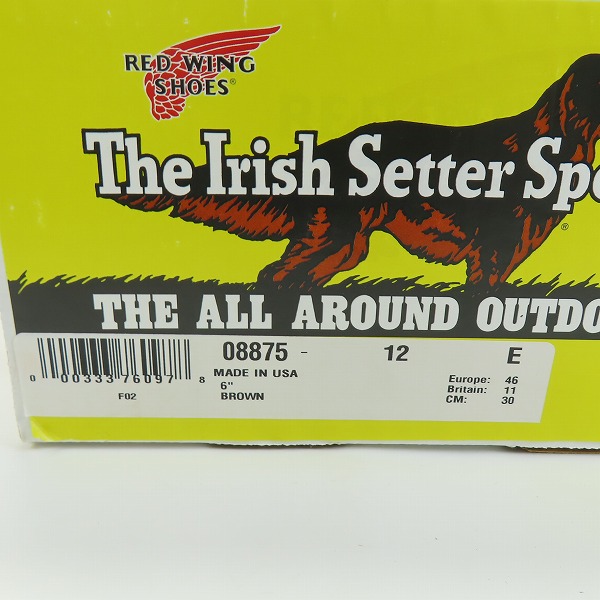 RED WING
SHOES®
The Irish Setter Spo
®
THE ALL AROUND OUTDO
08875 - 12 E
MADE IN USA
6"
BROWN
Europe: 46
Britain: 11
CM: 30
0 00333 76097 8
F02